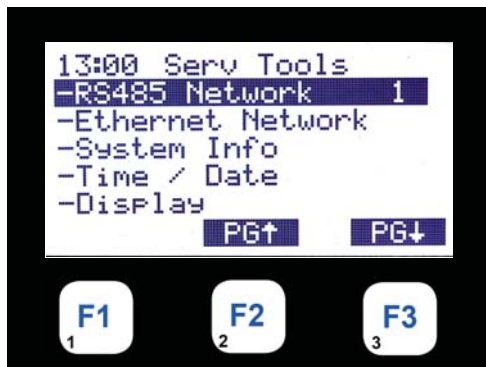 13:00 Serv Tools
-RS485 Network 1
-Ethernet Network
-System Info
-Time / Date
-Display
PG↑ PG↓
F1 F2 F3
1 2 3